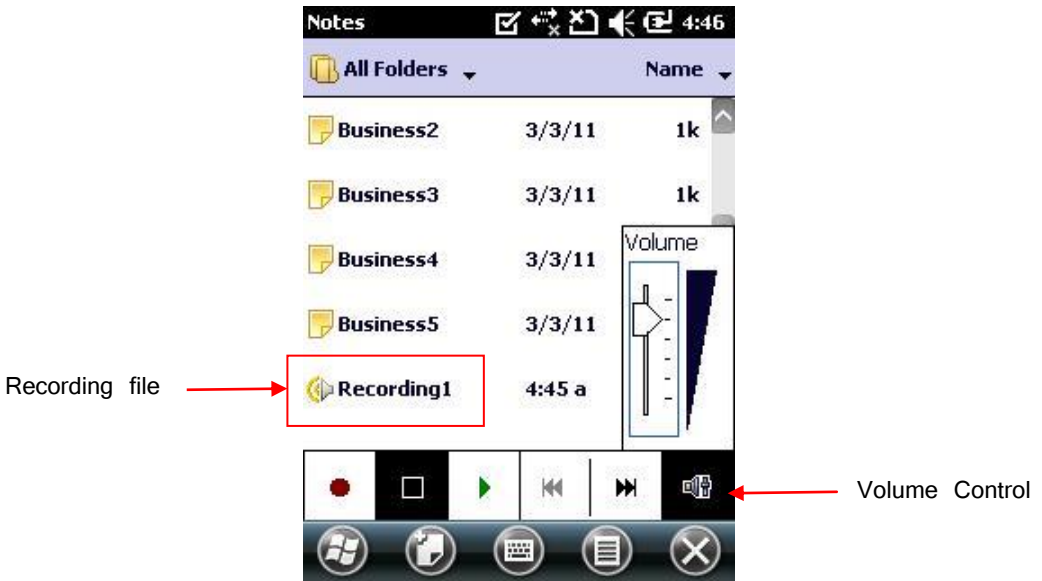 Notes 4:46
All Folders Name
Business2 3/3/11 1k
Business3 3/3/11 1k
Volume
Business4 3/3/11
Business5 3/3/11
Recording file
Recording1 4:45 a
Volume Control